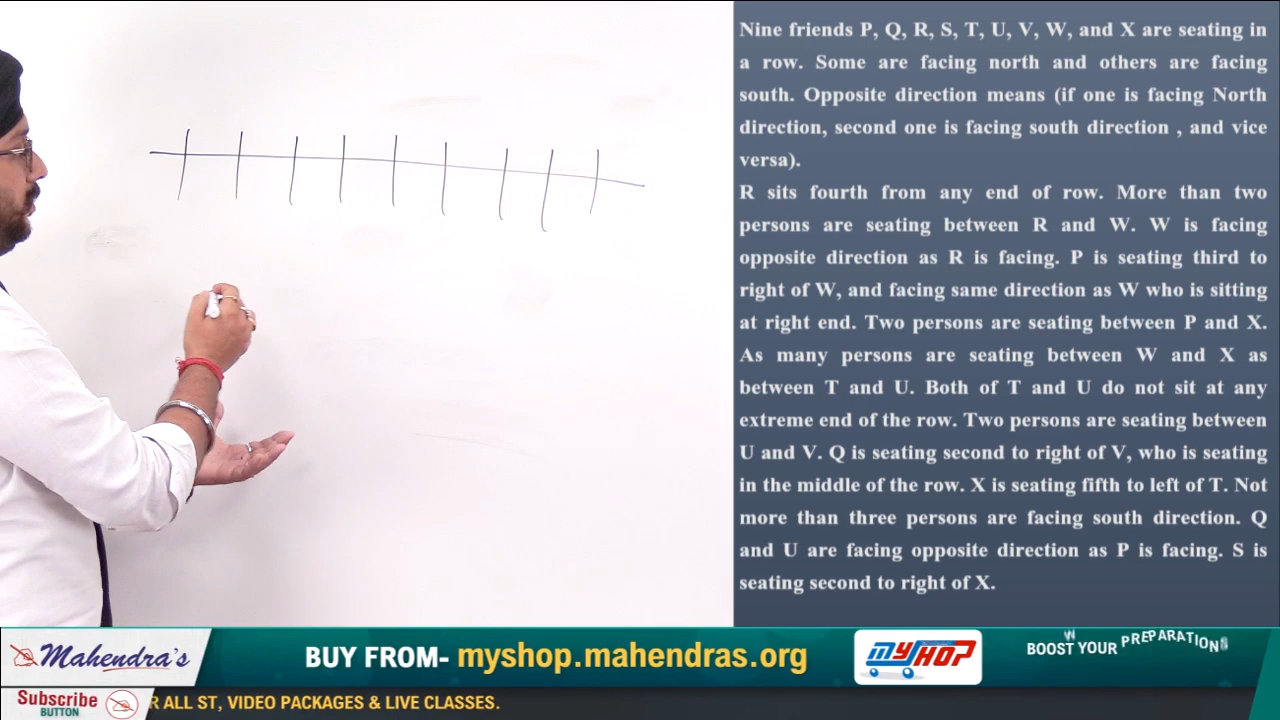 Nine friends P, Q, R, S, T, U, V, W, and X are seating in
a row. Some are facing north and others are facing
south. Opposite direction means (if one is facing North
direction, second one is facing south direction , and vice
versa).
R sits fourth from any end of row. More than two
persons are seating between R and W. W is facing
opposite direction as R is facing. P is seating third to
right of W, and facing same direction as W who is sitting
at right end. Two persons are seating between P and X.
As many persons are seating between W and X as
between T and U. Both of T and U do not sit at any
extreme end of the row. Two persons are seating between
U and V. Q is seating second to right of V, who is seating
in the middle of the row. X is seating fifth to left of T. Not
more than three persons are facing south direction. Q
and U are facing opposite direction as P is facing. S is
seating second to right of X.
Mahendra's
BUY FROM- myshop.mahendras.org
MYSHOP
BOOST YOUR PREPARATIONS
W
Subscribe
BUTTON
R ALL ST, VIDEO PACKAGES & LIVE CLASSES.